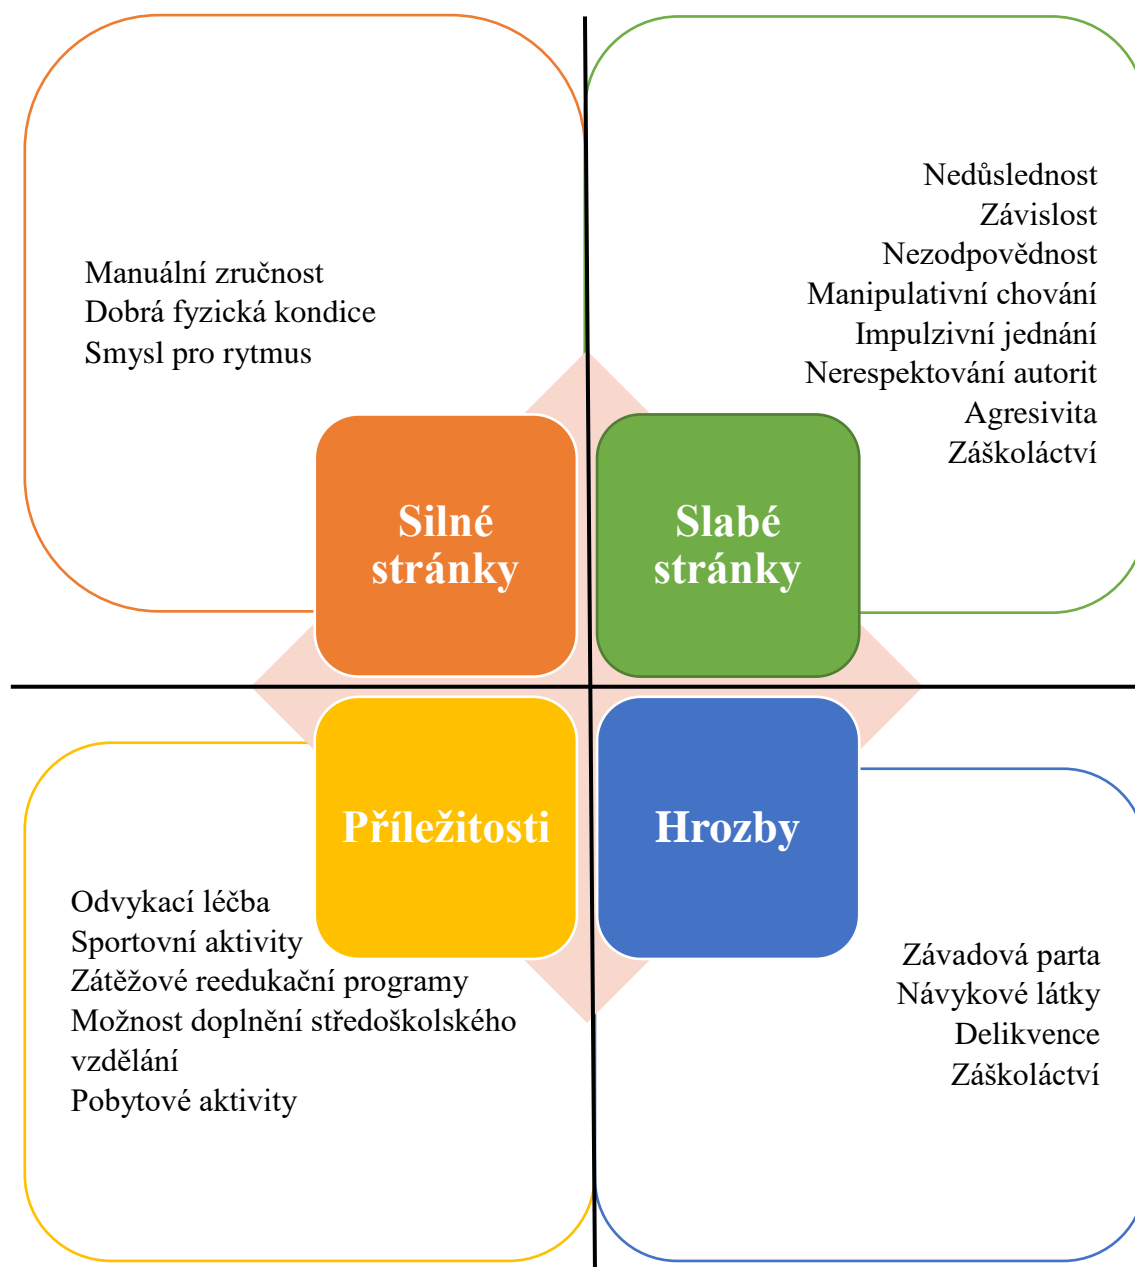 Manuální zručnost
Dobrá fyzická kondice
Smysl pro rytmus
Nedůslednost
Závislost
Nezodpovědnost
Manipulativní chování
Impulzivní jednání
Nerespektování autorit
Agresivita
Záškoláctví
Silné
stránky
Slabé
stránky
Příležitosti
Hrozby
Odvykací léčba
Sportovní aktivity
Zátěžové reedukační programy
Možnost doplnění středoškolského
vzdělání
Pobytové aktivity
Závadová parta
Návykové látky
Delikvence
Záškoláctví